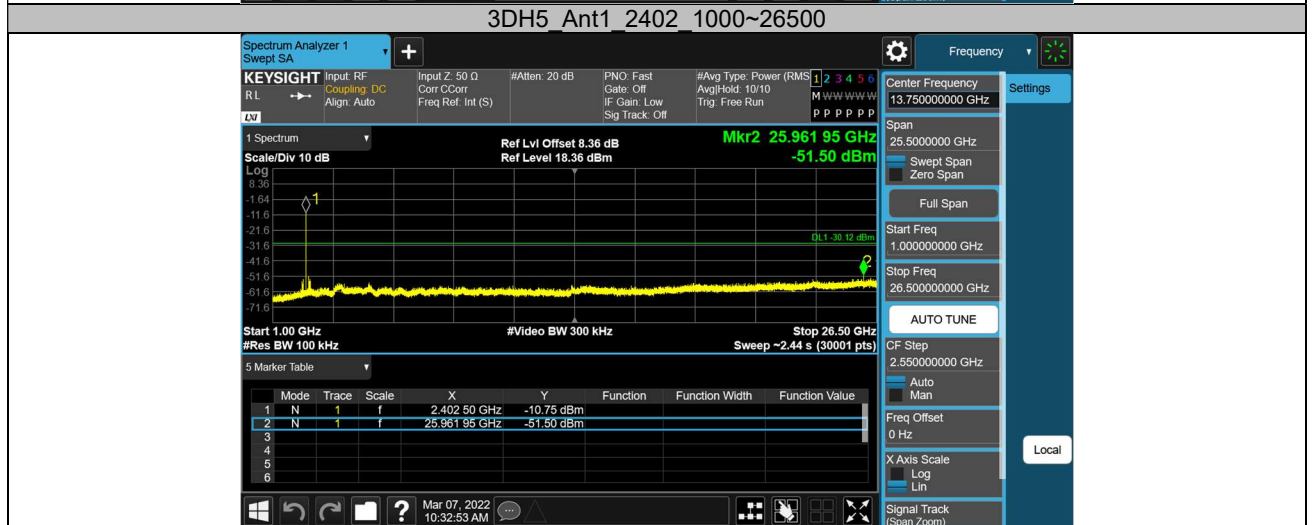 3DH5_Ant1_2402_1000~26500
Spectrum Analyzer 1
Swept SA
+
Frequency
KEYSIGHT
Input: RF
Input Z: 50 Ω
#Atten: 20 dB
PNO: Fast
#Avg Type: Power (RMS
1 2 3 4 5 6
RL
Coupling: DC
Corr CCorr
Gate: Off
Avg|Hold: 10/10
M W W W W W
Align: Auto
Freq Ref: Int (S)
IF Gain: Low
Trig: Free Run
Sig Track: Off
P P P P P P
LXI
Center Frequency
13.750000000 GHz
Settings
1 Spectrum
Ref Lvl Offset 8.36 dB
Mkr2 25.961 95 GHz
Scale/Div 10 dB
Ref Level 18.36 dBm
-51.50 dBm
Log
8.36
-1.64
-11.6
-21.6
-31.6
-41.6
-51.6
-61.6
-71.6
1
DL1 -30.12 dBm
2
Start 1.00 GHz
#Video BW 300 kHz
Stop 26.50 GHz
#Res BW 100 kHz
Sweep ~2.44 s (30001 pts)
Span
25.5000000 GHz
Swept Span
Zero Span
Full Span
Start Freq
1.000000000 GHz
Stop Freq
26.500000000 GHz
AUTO TUNE
CF Step
2.550000000 GHz
Auto
Man
Freq Offset
0 Hz
X Axis Scale
Log
Lin
Signal Track
(Span Zoom)
Local
5 Marker Table
Mode Trace Scale X Y Function Function Width Function Value
1 N 1 f 2.402 50 GHz -10.75 dBm
2 N 1 f 25.961 95 GHz -51.50 dBm
3
4
5
6
?
Mar 07, 2022
10:32:53 AM